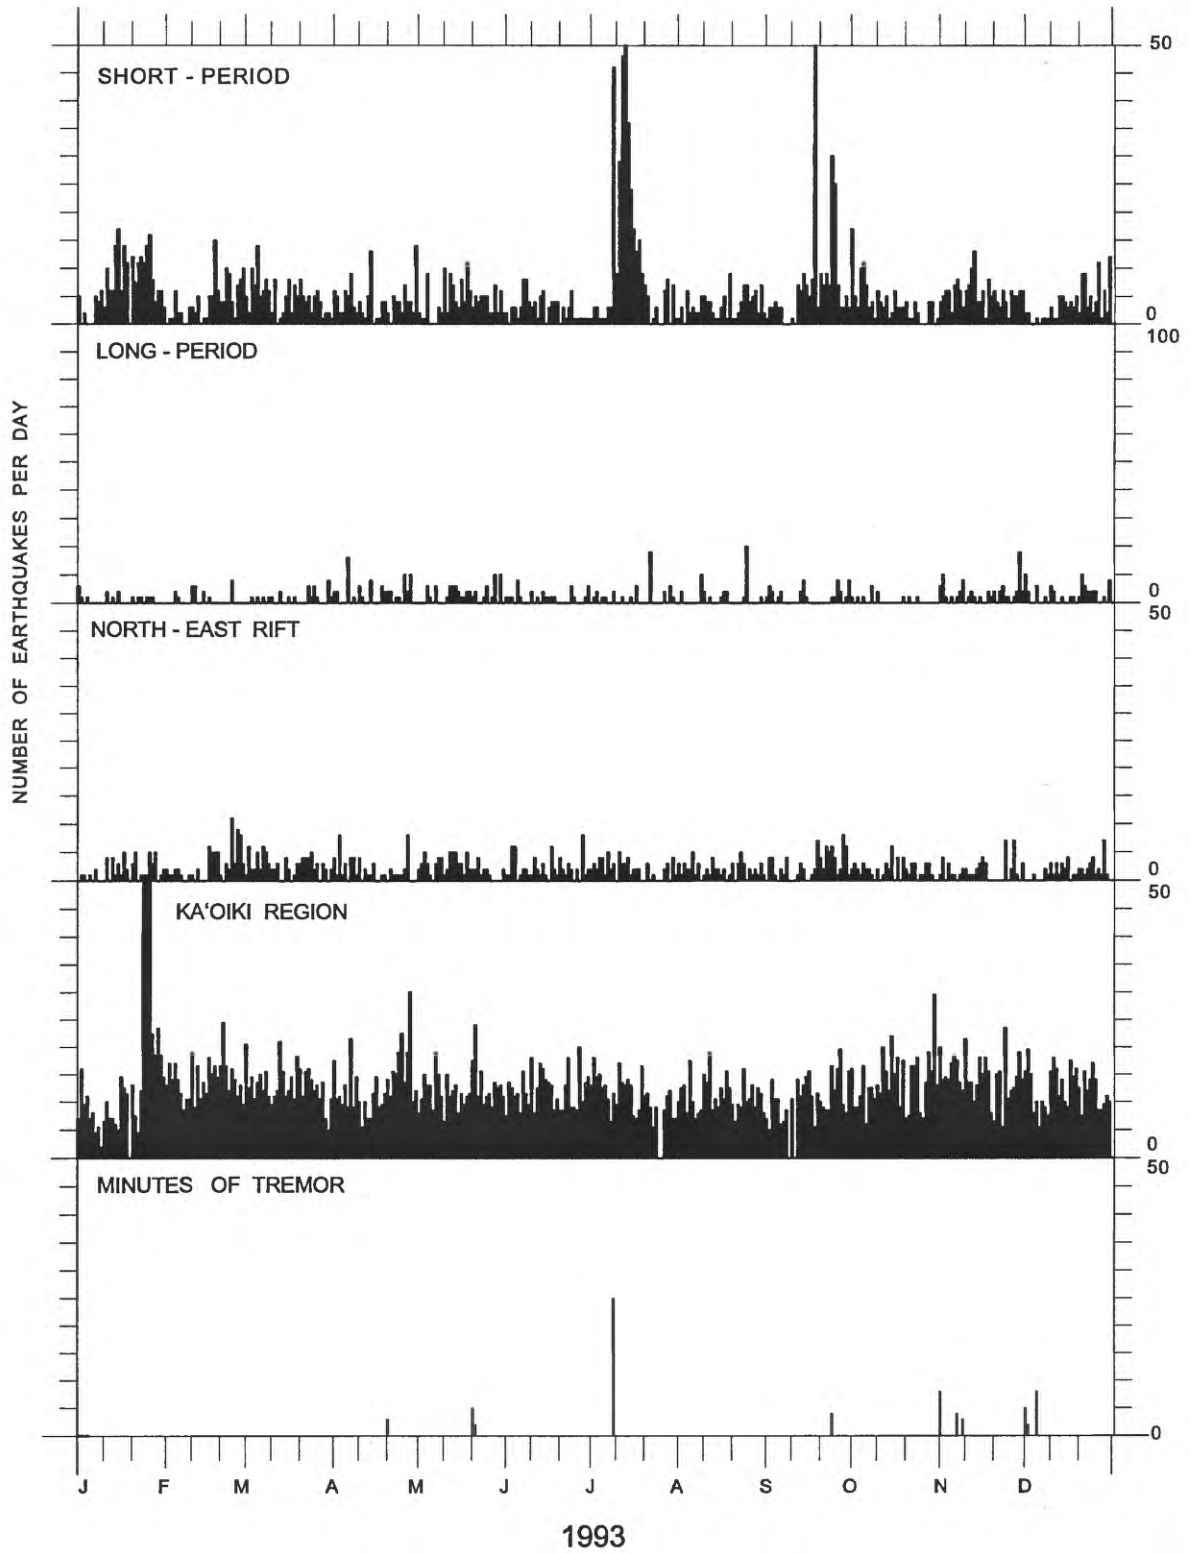 50
SHORT - PERIOD
0
100
LONG - PERIOD
NUMBER OF EARTHQUAKES PER DAY
0
50
NORTH - EAST RIFT
0
50
KA'OIKI REGION
0
50
MINUTES OF TREMOR
0
J F M A M J J A S O N D
1993